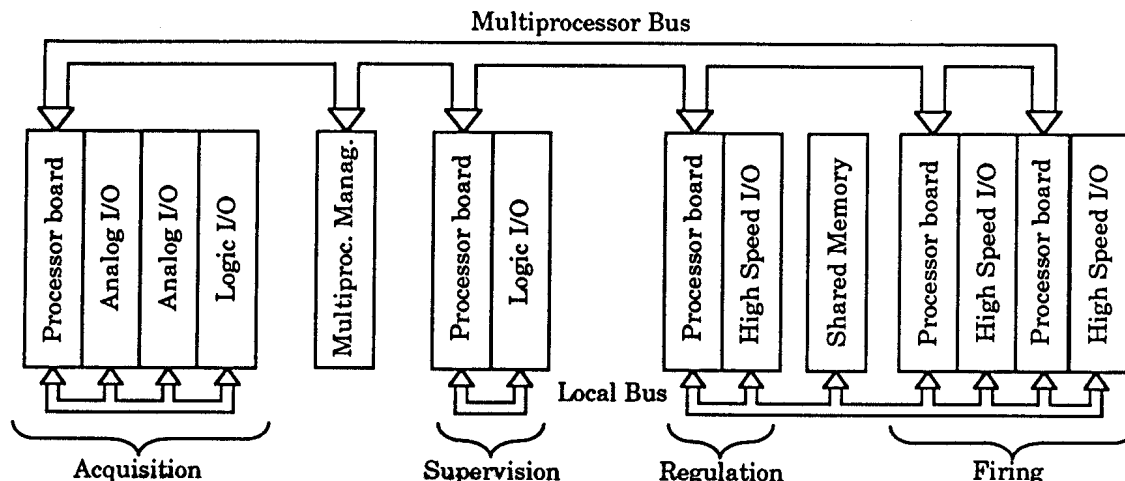 Multiprocessor Bus
Processor board
Analog I/O
Analog I/O
Logic I/O
Multiproc. Manag.
Processor board
Logic I/O
Processor board
High Speed I/O
Shared Memory
Processor board
High Speed I/O
Processor board
High Speed I/O
Local Bus
Acquisition
Supervision
Regulation
Firing